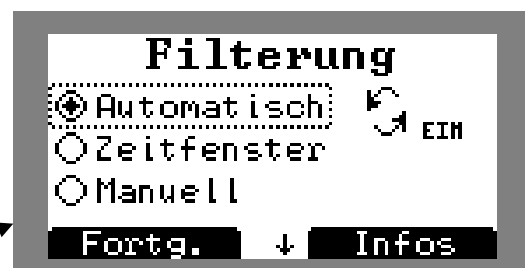 Filterung
Automatisch
EIN
Zeitfenster
Manuell
Fortg. ↓ Infos